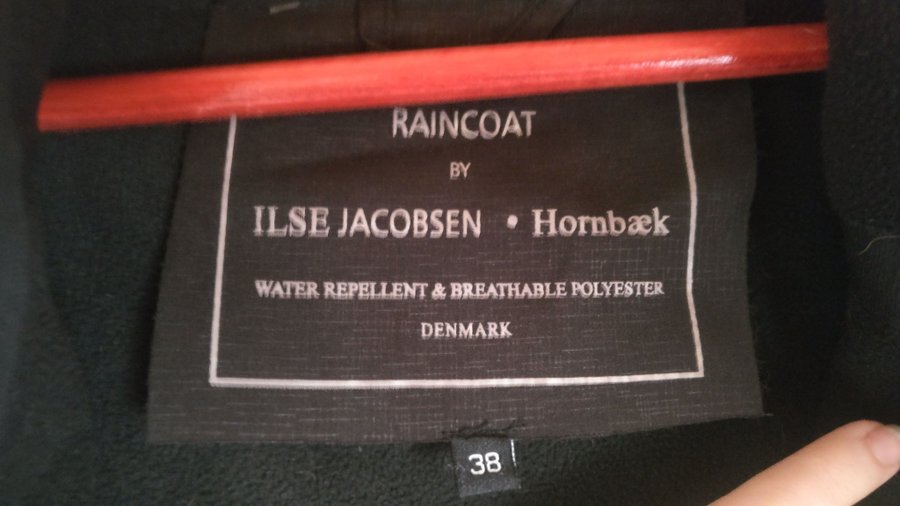 RAINCOAT
BY
ILSE JACOBSEN • Hornbæk
WATER REPELLENT & BREATHABLE POLYESTER
DENMARK
38